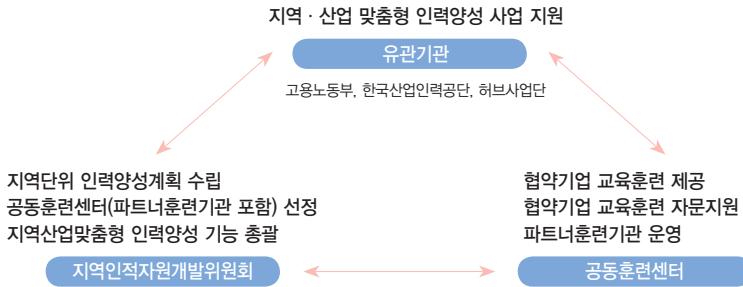 지역 · 산업 맞춤형 인력양성 사업 지원
유관기관
고용노동부, 한국산업인력공단, 허브사업단
지역단위 인력양성계획 수립
공동훈련센터(파트너훈련기관 포함) 선정
지역산업맞춤형 인력양성 기능 총괄
지역인적자원개발위원회
협약기업 교육훈련 제공
협약기업 교육훈련 자문지원
파트너훈련기관 운영
공동훈련센터